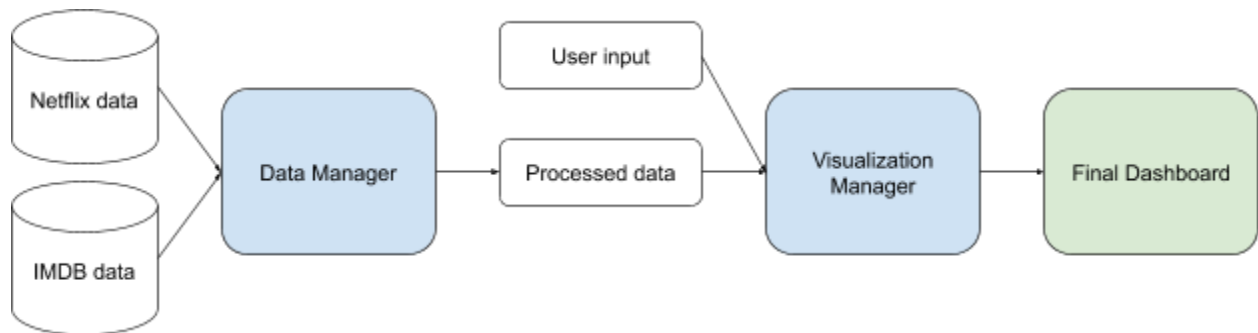 Netflix data
IMDB data
Data Manager
User input
Processed data
Visualization
Manager
Final Dashboard